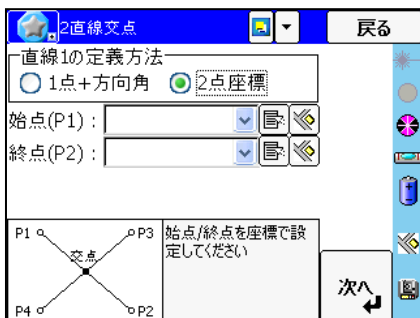 2直線交点
戻る
直線1の定義方法
1点+方向角 2点座標
始点(P1):
終点(P2):
P1 P3
交点
P4 P2
始点/終点を座標で設
定してください
次へ